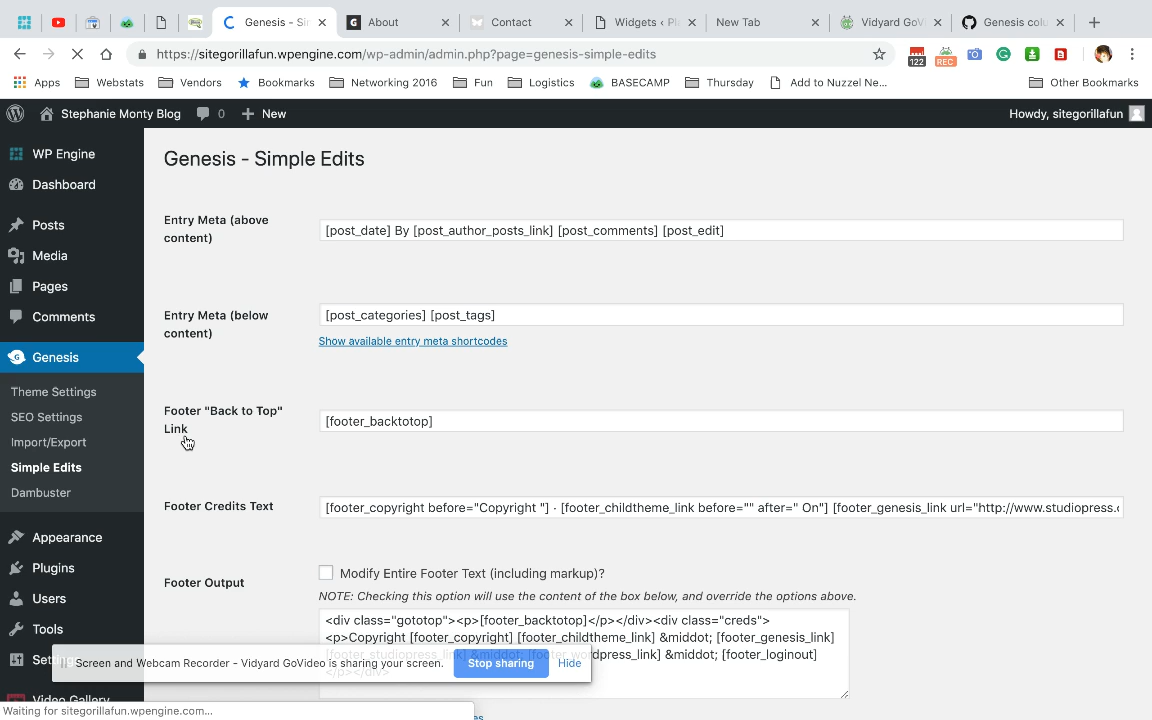 Genesis - Sir
About
Contact
Widgets ‹ Pl
New Tab
Vidyard GoV
Genesis colu
https://sitegorillafun.wpengine.com/wp-admin/admin.php?page=genesis-simple-edits
122
REC
Apps
Webstats
Vendors
Bookmarks
Networking 2016
Fun
Logistics
BASECAMP
Thursday
Add to Nuzzel Ne...
Other Bookmarks
Stephanie Monty Blog
0
New
Howdy, sitegorillafun
WP Engine
Dashboard
Posts
Media
Pages
Comments
Genesis
Theme Settings
SEO Settings
Import/Export
Simple Edits
Dambuster
Appearance
Plugins
Users
Tools
Settings
Video Gallery
Genesis - Simple Edits
Entry Meta (above
content)
[post_date] By [post_author_posts_link] [post_comments] [post_edit]
Entry Meta (below
content)
[post_categories] [post_tags]
Show available entry meta shortcodes
Footer "Back to Top"
Link
[footer_backtotop]
Footer Credits Text
[footer_copyright before="Copyright "] · [footer_childtheme_link before="" after=" On"] [footer_genesis_link url="http://www.studiopress.
Footer Output
Modify Entire Footer Text (including markup)?
NOTE: Checking this option will use the content of the box below, and override the options above.
<div class="gototop"><p>[footer_backtotop]</p></div><div class="creds">
<p>Copyright [footer_copyright] [footer_childtheme_link] &middot; [footer_genesis_link]
[footer_studiopress_link] &middot; [footer_wordpress_link] &middot; [footer_loginout]
</p></div>
Screen and Webcam Recorder - Vidyard GoVideo is sharing your screen.
Stop sharing
Hide
Waiting for sitegorillafun.wpengine.com...